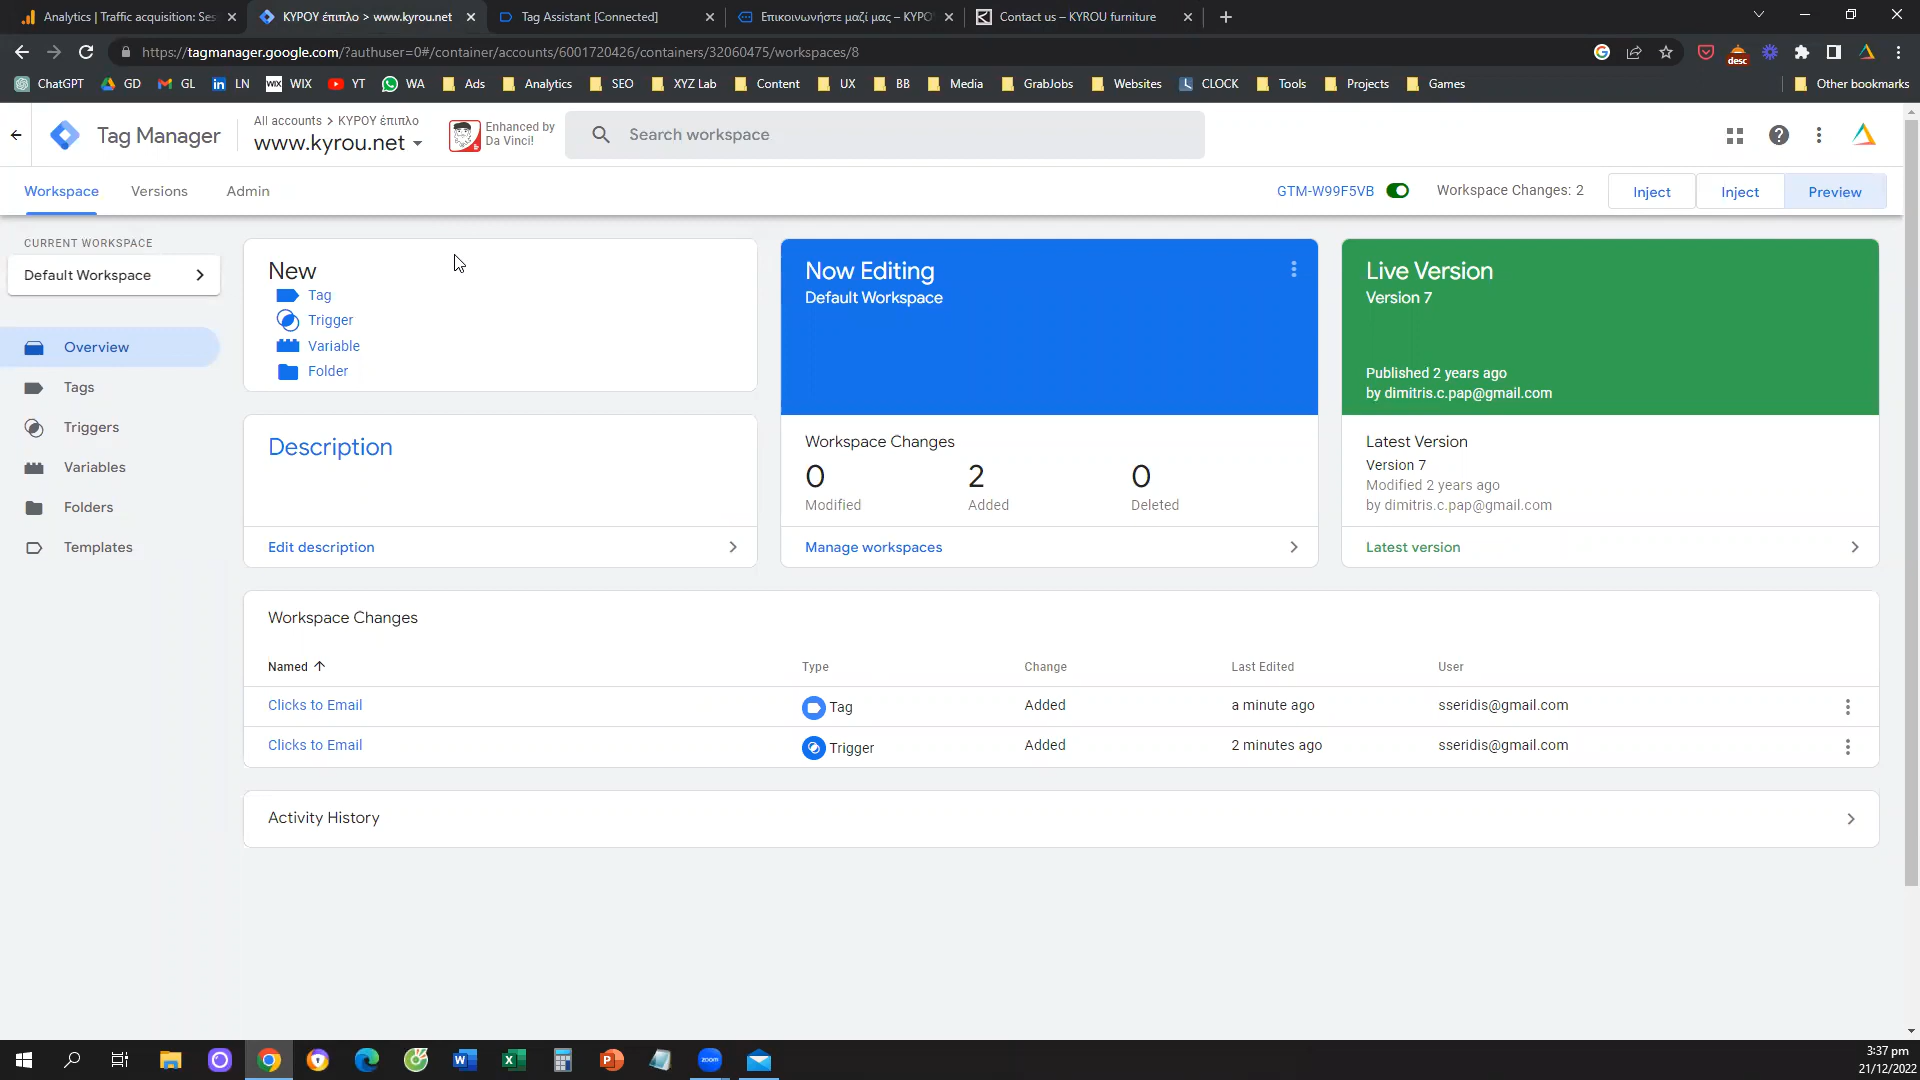 Analytics | Traffic acquisition: Ses
ΚΥΡΟΥ έπιπλο > www.kyrou.net
Tag Assistant [Connected]
Επικοινωνήστε μαζί μας – ΚΥΡΟ
Contact us – KYROU furniture
https://tagmanager.google.com/?authuser=0#/container/accounts/6001720426/containers/32060475/workspaces/8
desc
ChatGPT
GD
GL
LN
WIX
YT
WA
Ads
Analytics
SEO
XYZ Lab
Content
UX
BB
Media
GrabJobs
Websites
CLOCK
Tools
Projects
Games
Other bookmarks
Tag Manager
All accounts > ΚΥΡΟΥ έπιπλο
www.kyrou.net
Enhanced by
Da Vinci!
Search workspace
Workspace
Versions
Admin
GTM-W99F5VB
Workspace Changes: 2
Inject
Inject
Preview
CURRENT WORKSPACE
Default Workspace
Overview
Tags
Triggers
Variables
Folders
Templates
New
Tag
Trigger
Variable
Folder
Description
Edit description
Now Editing
Default Workspace
Workspace Changes
0
2
0
Modified
Added
Deleted
Manage workspaces
Live Version
Version 7
Published 2 years ago
by dimitris.c.pap@gmail.com
Latest Version
Version 7
Modified 2 years ago
by dimitris.c.pap@gmail.com
Latest version
Workspace Changes
Named
Type
Change
Last Edited
User
Clicks to Email
Tag
Added
a minute ago
sseridis@gmail.com
Clicks to Email
Trigger
Added
2 minutes ago
sseridis@gmail.com
Activity History
zoom
3:37 pm
21/12/2022